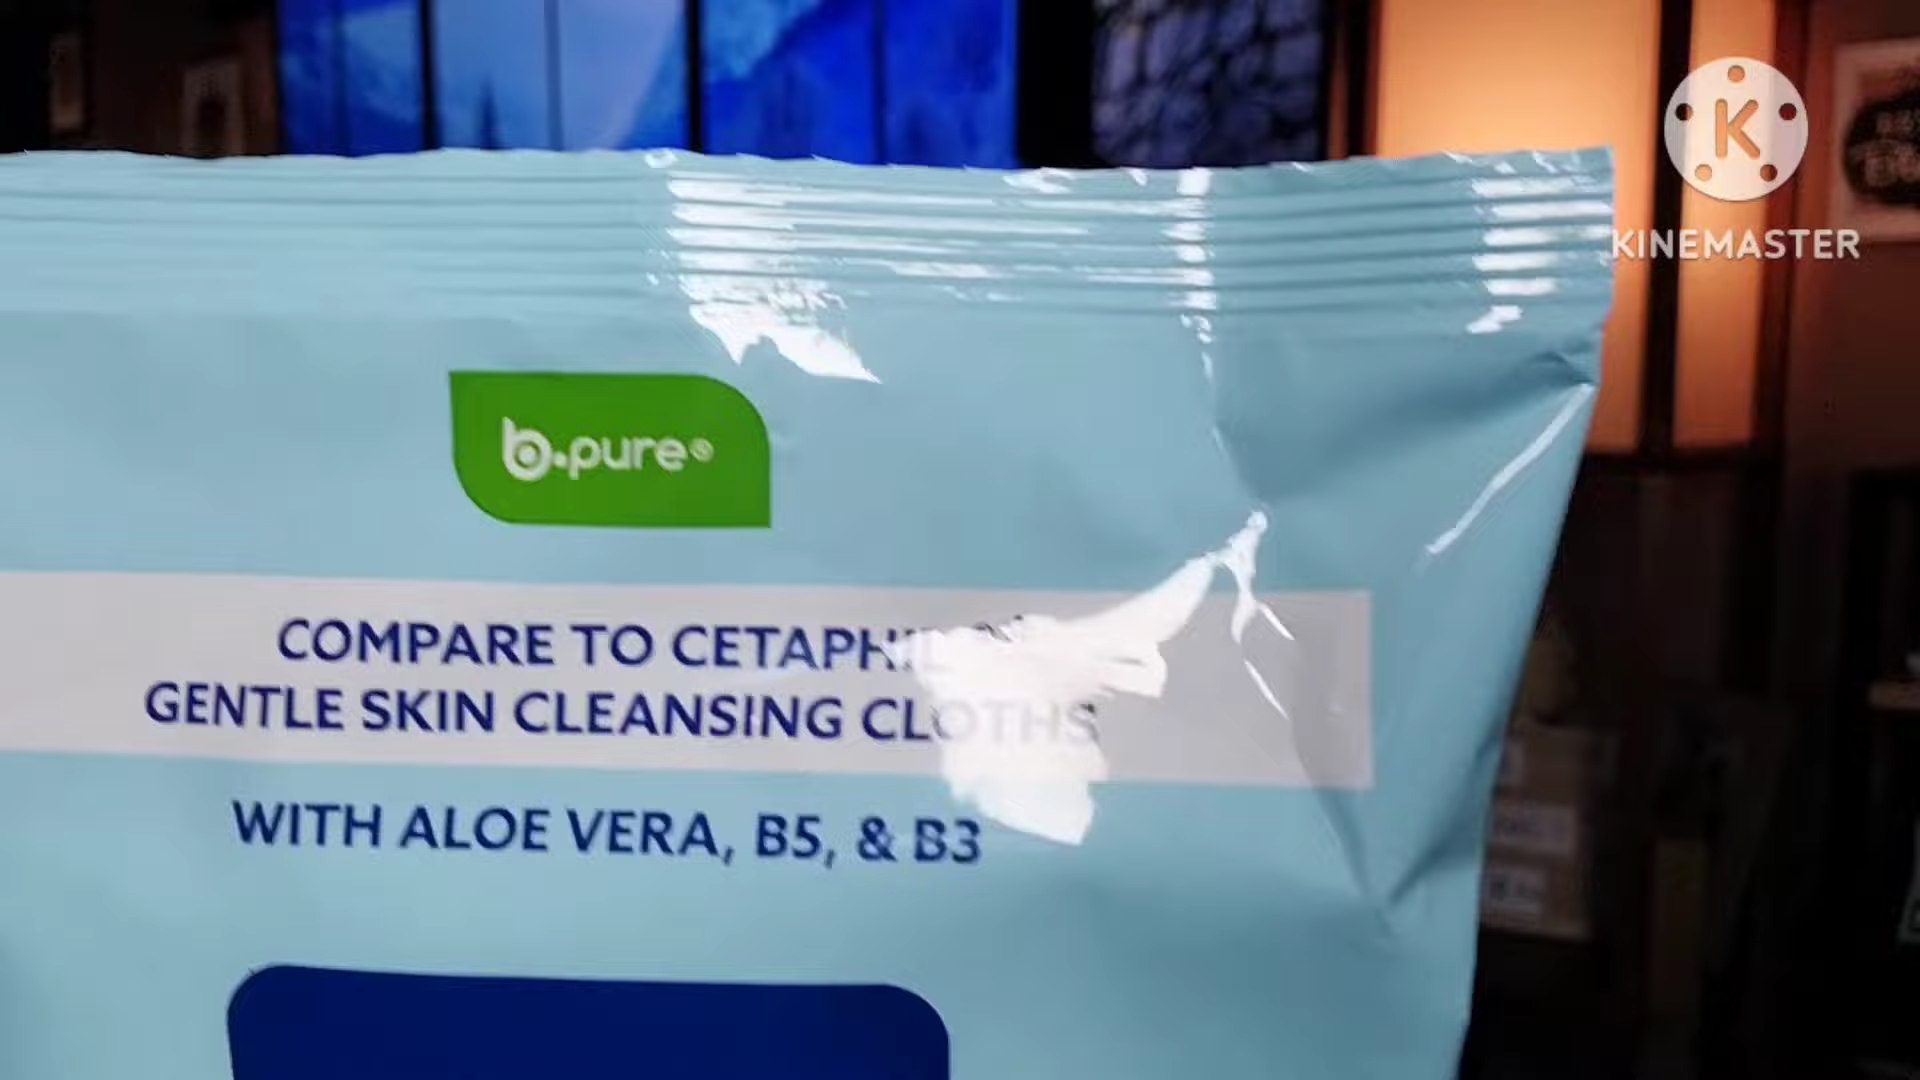 K
KINEMASTER
b.pure®
COMPARE TO CETAPHIL®
GENTLE SKIN CLEANSING CLOTHS
WITH ALOE VERA, B5, & B3